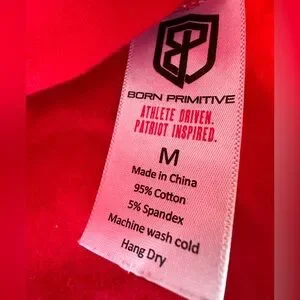 BORN PRIMITIVE
ATHLETE DRIVEN.
PATRIOT INSPIRED.
M
Made in China
95% Cotton
5% Spandex
Machine wash cold
Hang Dry